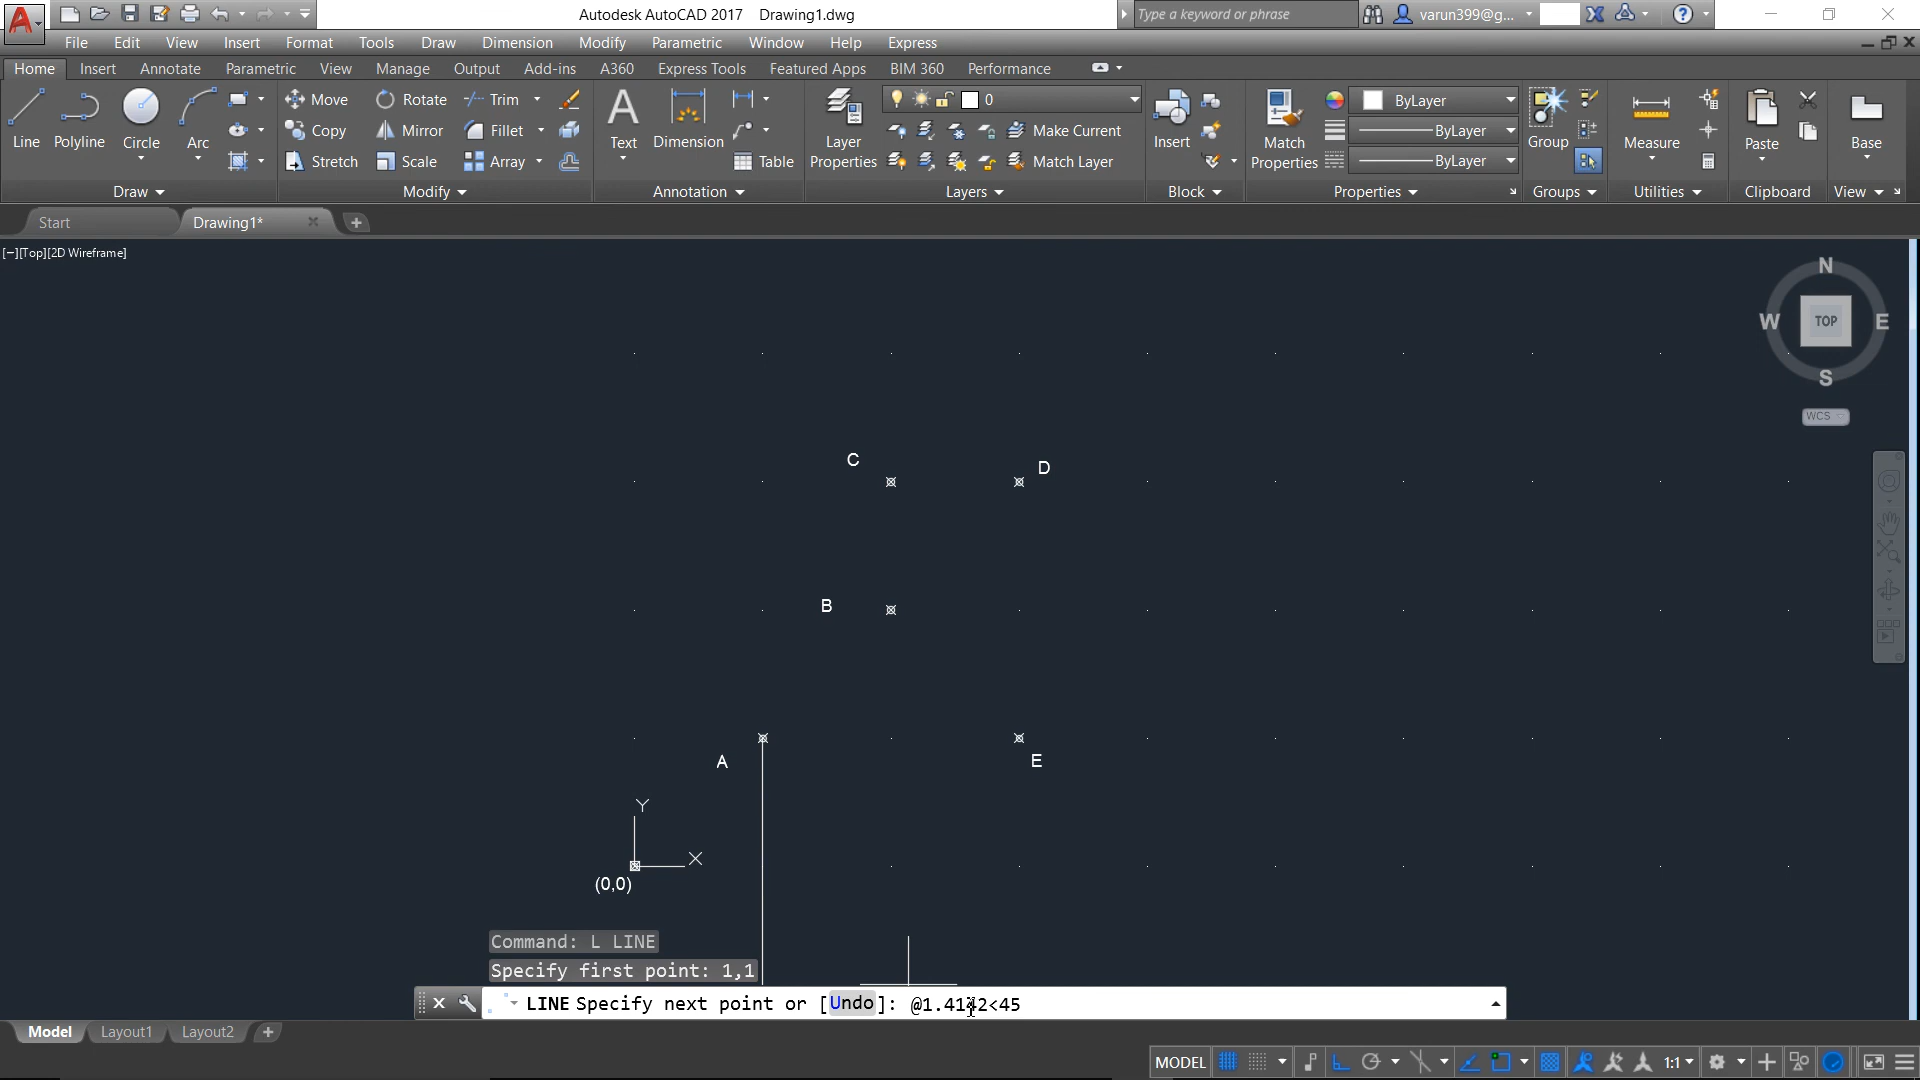 Autodesk AutoCAD 2017 Drawing1.dwg
Type a keyword or phrase
varun399@g...
File Edit View Insert Format Tools Draw Dimension Modify Parametric Window Help Express
Home Insert Annotate Parametric View Manage Output Add-ins A360 Express Tools Featured Apps BIM 360 Performance
Move Rotate Trim 0 ByLayer
Line Polyline Circle Arc Copy Mirror Fillet Text Dimension Layer Properties Make Current Insert Match Properties ByLayer Group Measure Paste Base
Stretch Scale Array Table Match Layer ByLayer
Draw Modify Annotation Layers Block Properties Groups Utilities Clipboard View
Start Drawing1*
[−][Top][2D Wireframe]
N
W TOP E
S
WCS
C
D
B
A
E
Y
X
(0,0)
Command: L LINE
Specify first point: 1,1
LINE Specify next point or [Undo]: @1.4142<45
Model Layout1 Layout2
MODEL 1:1